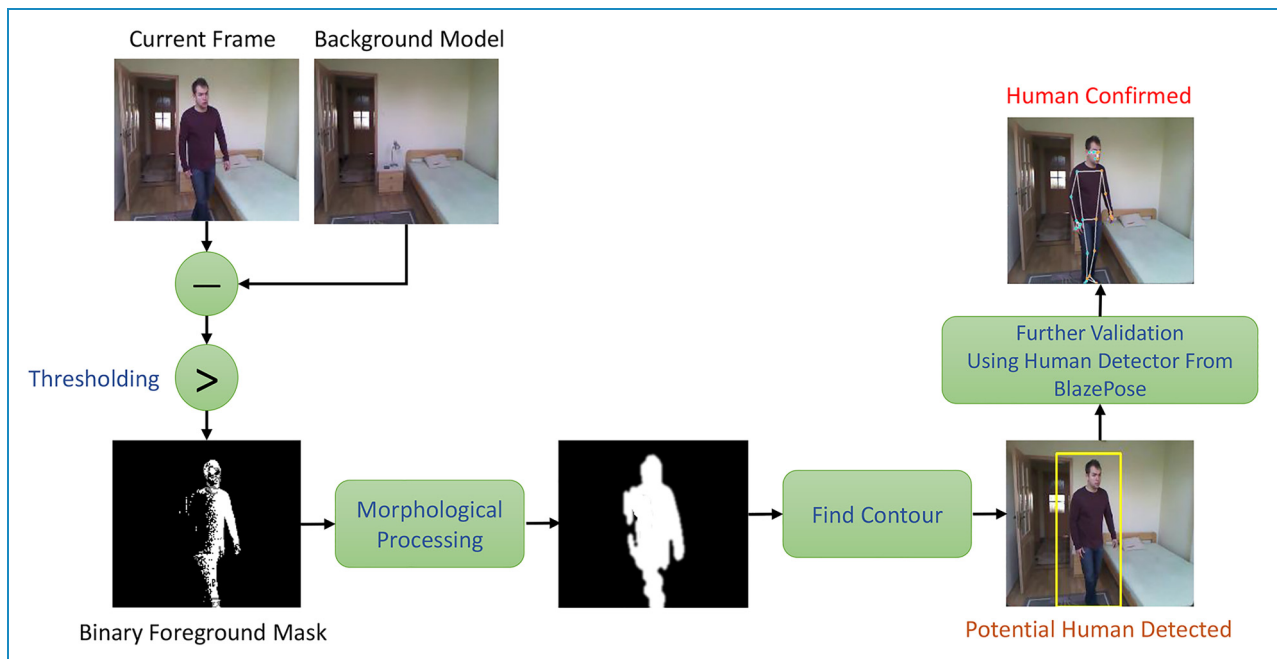 Current Frame
Background Model
Human Confirmed
−
Thresholding
>
Further Validation
Using Human Detector From
BlazePose
Morphological
Processing
Find Contour
Binary Foreground Mask
Potential Human Detected